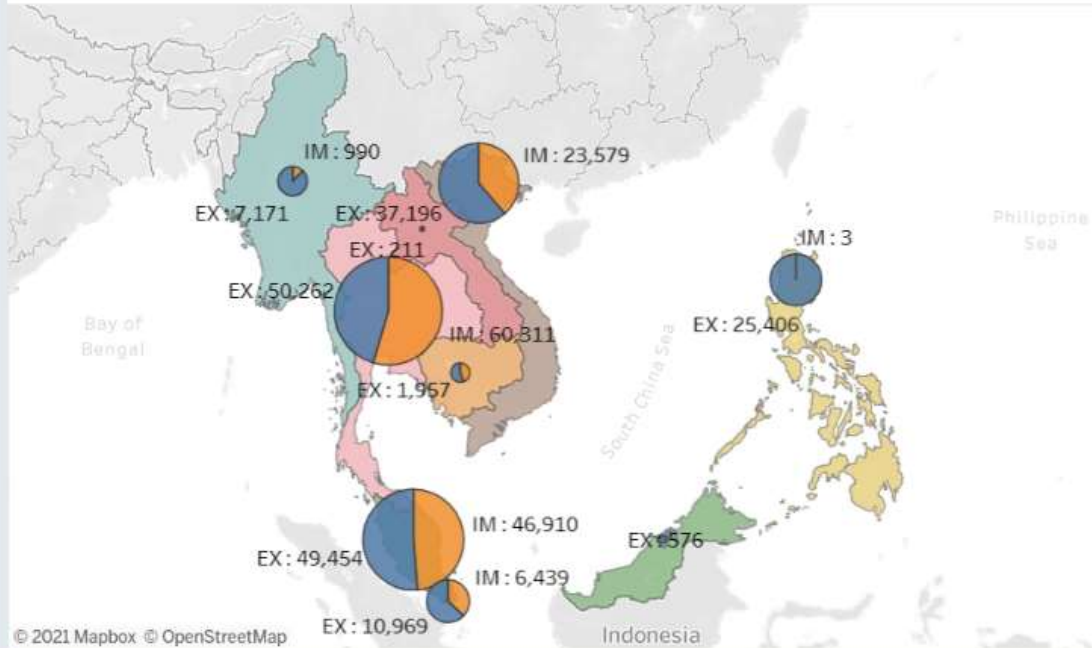 IM : 990
IM : 23,579
EX : 7,171
EX : 37,196
Philippine
Sea
IM : 3
EX : 211
EX : 50,262
Bay of
Bengal
EX : 25,406
IM : 60,311
South China Sea
EX : 1,957
IM : 46,910
EX : 576
EX : 49,454
IM : 6,439
EX : 10,969
Indonesia
© 2021 Mapbox © OpenStreetMap